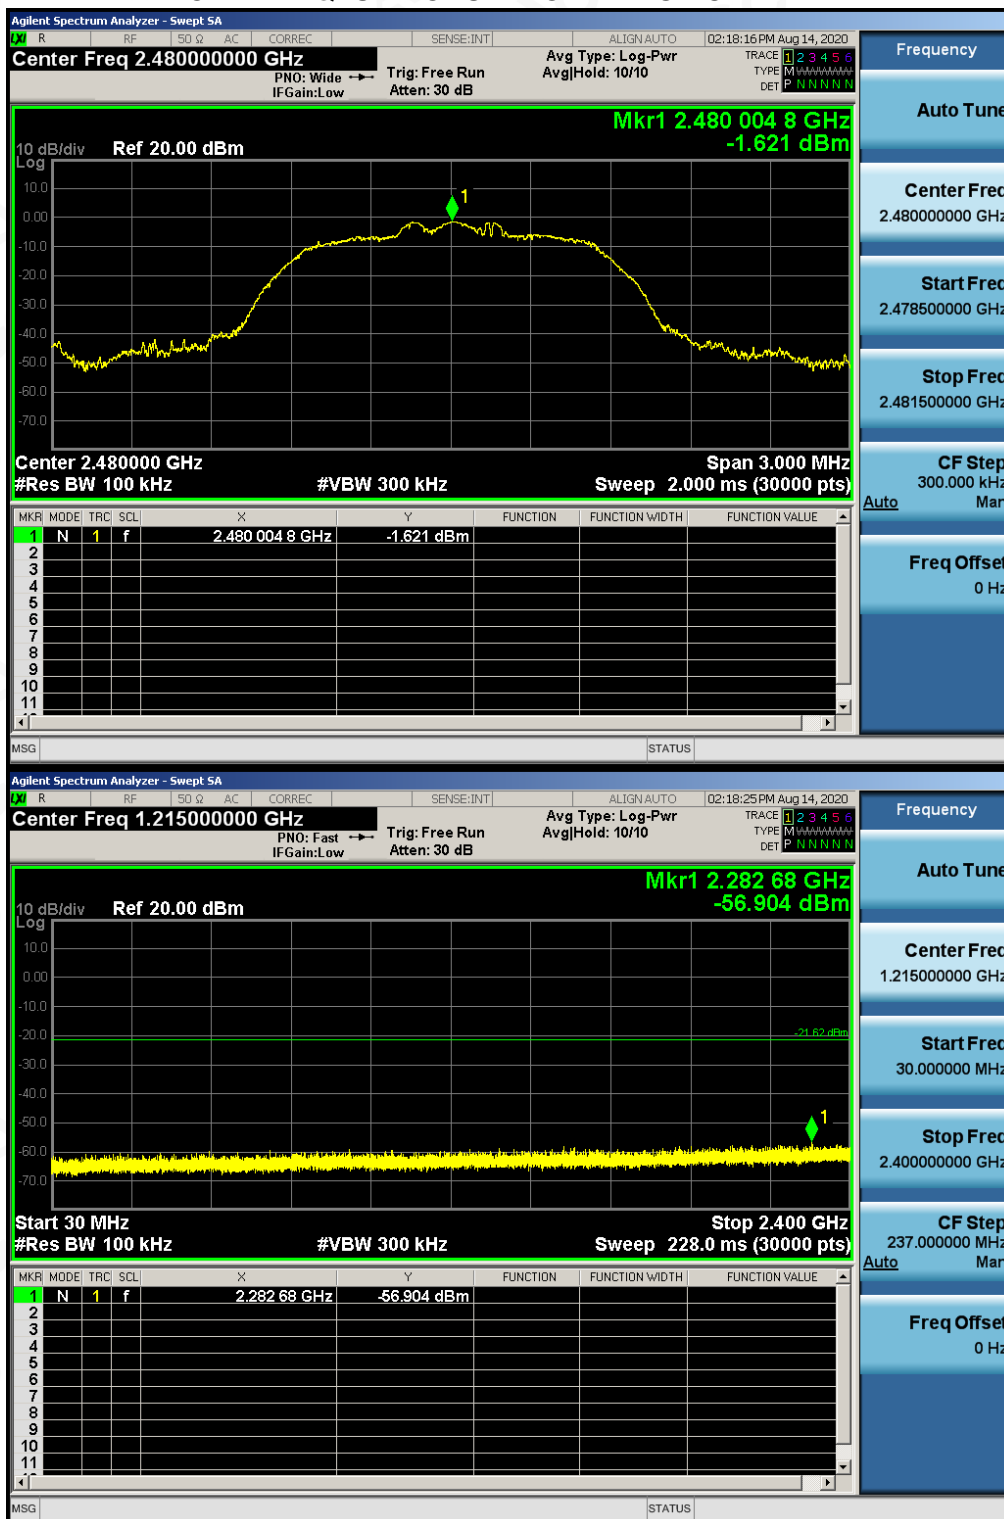 Agilent Spectrum Analyzer - Swept SA
LXI R RF 50 Ω AC CORREC SENSE:INT ALIGN AUTO 02:18:16 PM Aug 14, 2020
Center Freq 2.480000000 GHz
PNO: Wide
IFGain:Low
Trig: Free Run
Atten: 30 dB
Avg Type: Log-Pwr
Avg|Hold: 10/10
TRACE 1 2 3 4 5 6
TYPE M
DET P N N N N N
Mkr1 2.480 004 8 GHz
-1.621 dBm
10 dB/div Ref 20.00 dBm
Log
10.0
0.00
-10.0
-20.0
-30.0
-40.0
-50.0
-60.0
-70.0
1
Center 2.480000 GHz Span 3.000 MHz
#Res BW 100 kHz #VBW 300 kHz Sweep 2.000 ms (30000 pts)
MKR MODE TRC SCL X Y FUNCTION FUNCTION WIDTH FUNCTION VALUE
1 N 1 f 2.480 004 8 GHz -1.621 dBm
2
3
4
5
6
7
8
9
10
11
MSG STATUS
Frequency
Auto Tune
Center Freq
2.480000000 GHz
Start Freq
2.478500000 GHz
Stop Freq
2.481500000 GHz
CF Step
300.000 kHz
Auto Man
Freq Offset
0 Hz
Agilent Spectrum Analyzer - Swept SA
LXI R RF 50 Ω AC CORREC SENSE:INT ALIGN AUTO 02:18:25 PM Aug 14, 2020
Center Freq 1.215000000 GHz
PNO: Fast
IFGain:Low
Trig: Free Run
Atten: 30 dB
Avg Type: Log-Pwr
Avg|Hold: 10/10
TRACE 1 2 3 4 5 6
TYPE M
DET P N N N N N
Mkr1 2.282 68 GHz
-56.904 dBm
10 dB/div Ref 20.00 dBm
Log
10.0
0.00
-10.0
-20.0
-30.0
-40.0
-50.0
-60.0
-70.0
-21.62 dBm
1
Start 30 MHz Stop 2.400 GHz
#Res BW 100 kHz #VBW 300 kHz Sweep 228.0 ms (30000 pts)
MKR MODE TRC SCL X Y FUNCTION FUNCTION WIDTH FUNCTION VALUE
1 N 1 f 2.282 68 GHz -56.904 dBm
2
3
4
5
6
7
8
9
10
11
MSG STATUS
Frequency
Auto Tune
Center Freq
1.215000000 GHz
Start Freq
30.000000 MHz
Stop Freq
2.400000000 GHz
CF Step
237.000000 MHz
Auto Man
Freq Offset
0 Hz